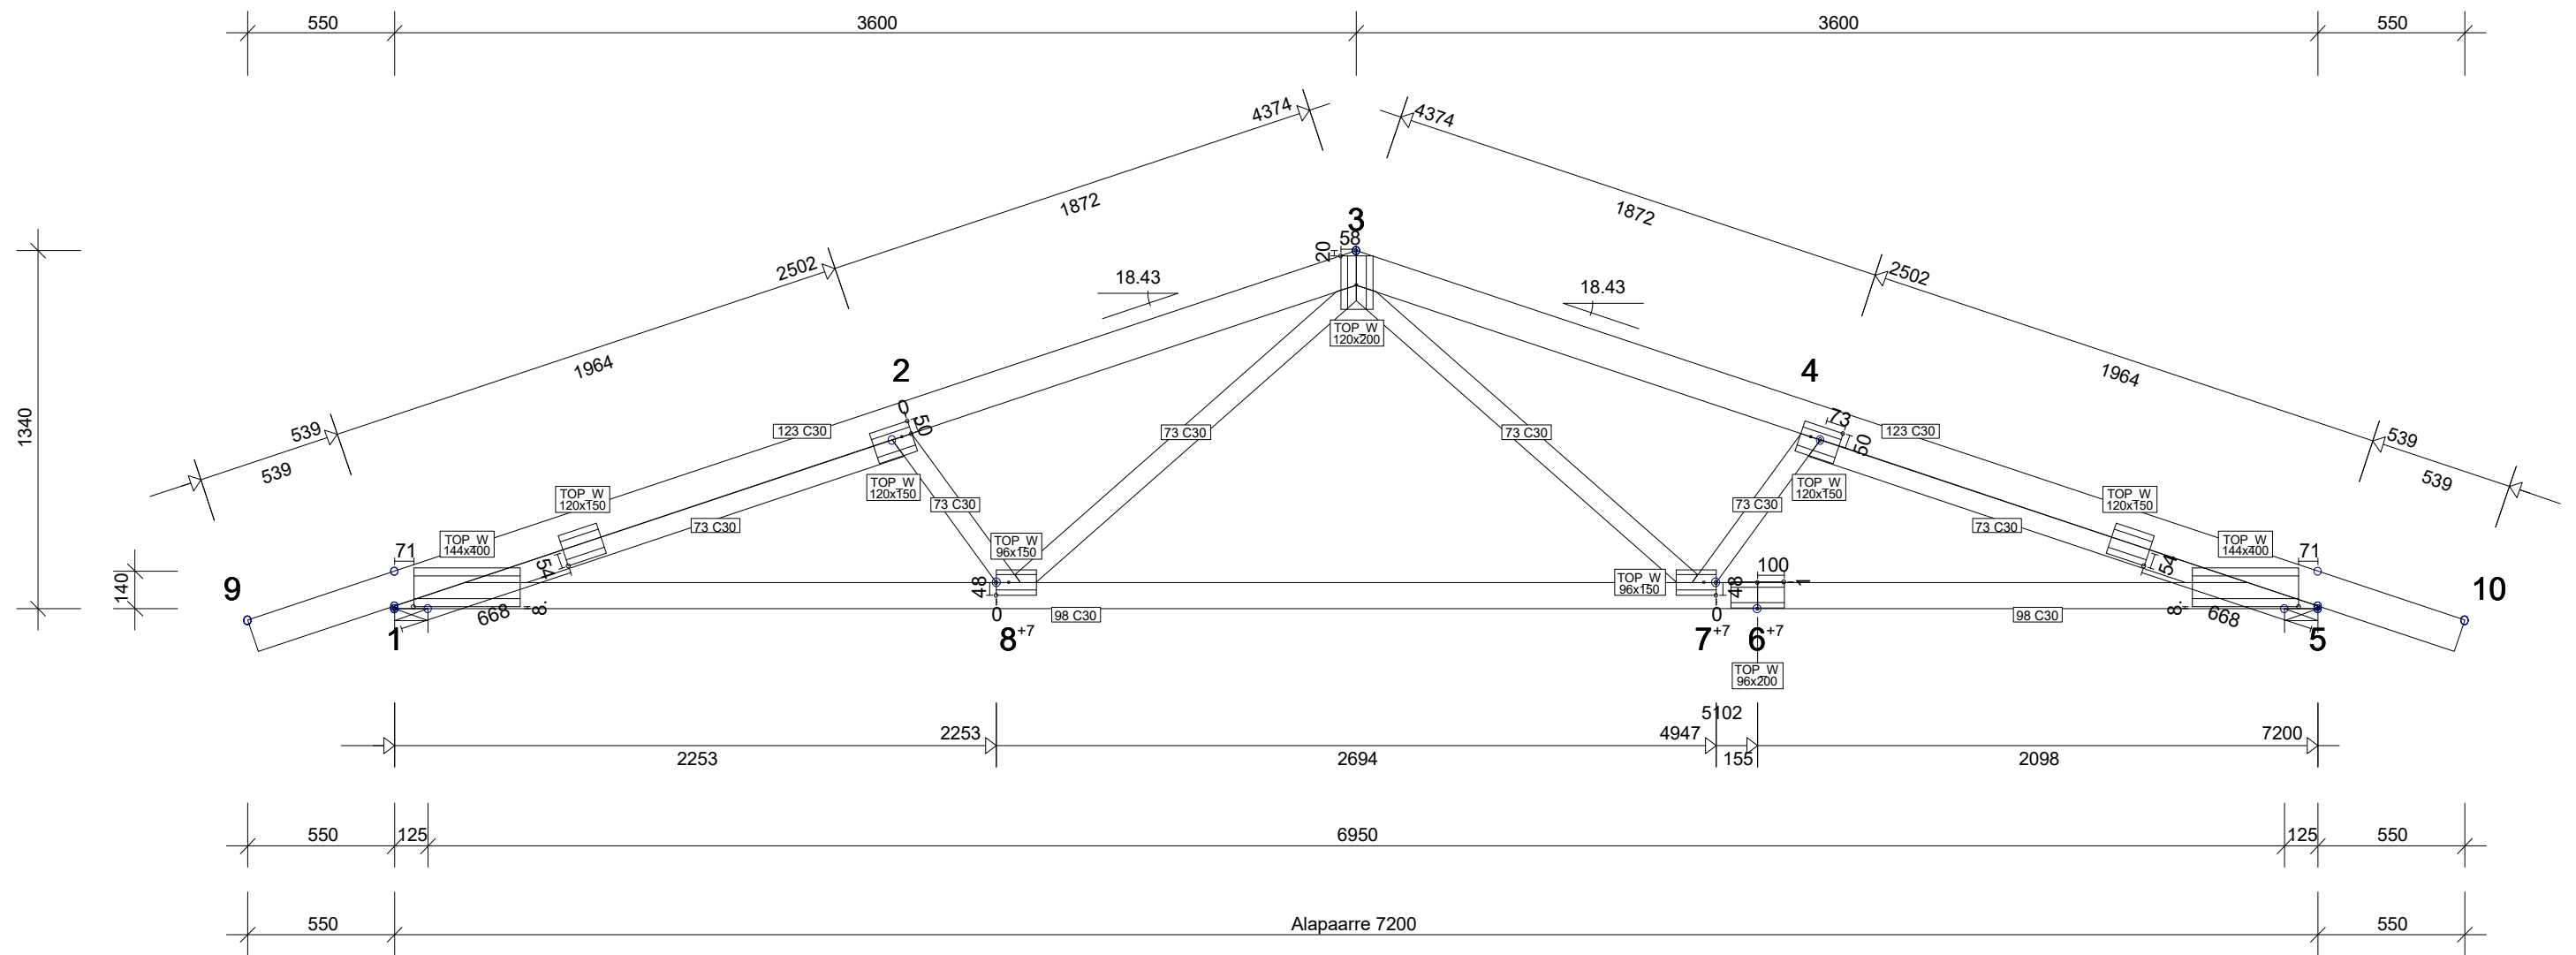 550
3600
3600
550
4374
4374
1872
1872
2502
2502
3
58
20
18.43
18.43
1964
1964
TOP_W
120x200
2
4
1340
0
50
73
50
123 C30
73 C30
73 C30
123 C30
539
539
539
539
TOP_W
120x150
TOP_W
120x150
TOP_W
120x150
TOP_W
120x150
73 C30
73 C30
73 C30
73 C30
TOP_W
144x400
TOP_W
96x150
TOP_W
144x400
71
71
54
54
140
9
10
48
TOP_W
96x150
48
100
1
668
8.
0
98 C30
0
98 C30
8.
668
1
8+7
7+7
6+7
5
TOP_W
96x200
5102
2253
4947
7200
2253
2694
155
2098
550
125
6950
125
550
550
Alapaarre 7200
550